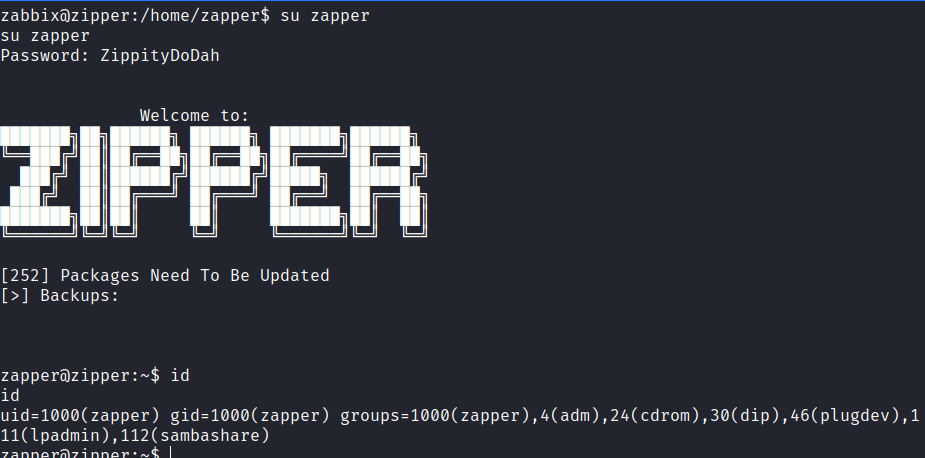 zabbix@zipper:/home/zapper$ su zapper
su zapper
Password: ZippityDoDah
Welcome to:
ZIPPER
[252] Packages Need To Be Updated
[>] Backups:
zapper@zipper:~$ id
id
uid=1000(zapper) gid=1000(zapper) groups=1000(zapper),4(adm),24(cdrom),30(dip),46(plugdev),1
11(lpadmin),112(sambashare)
zapper@zipper:~$